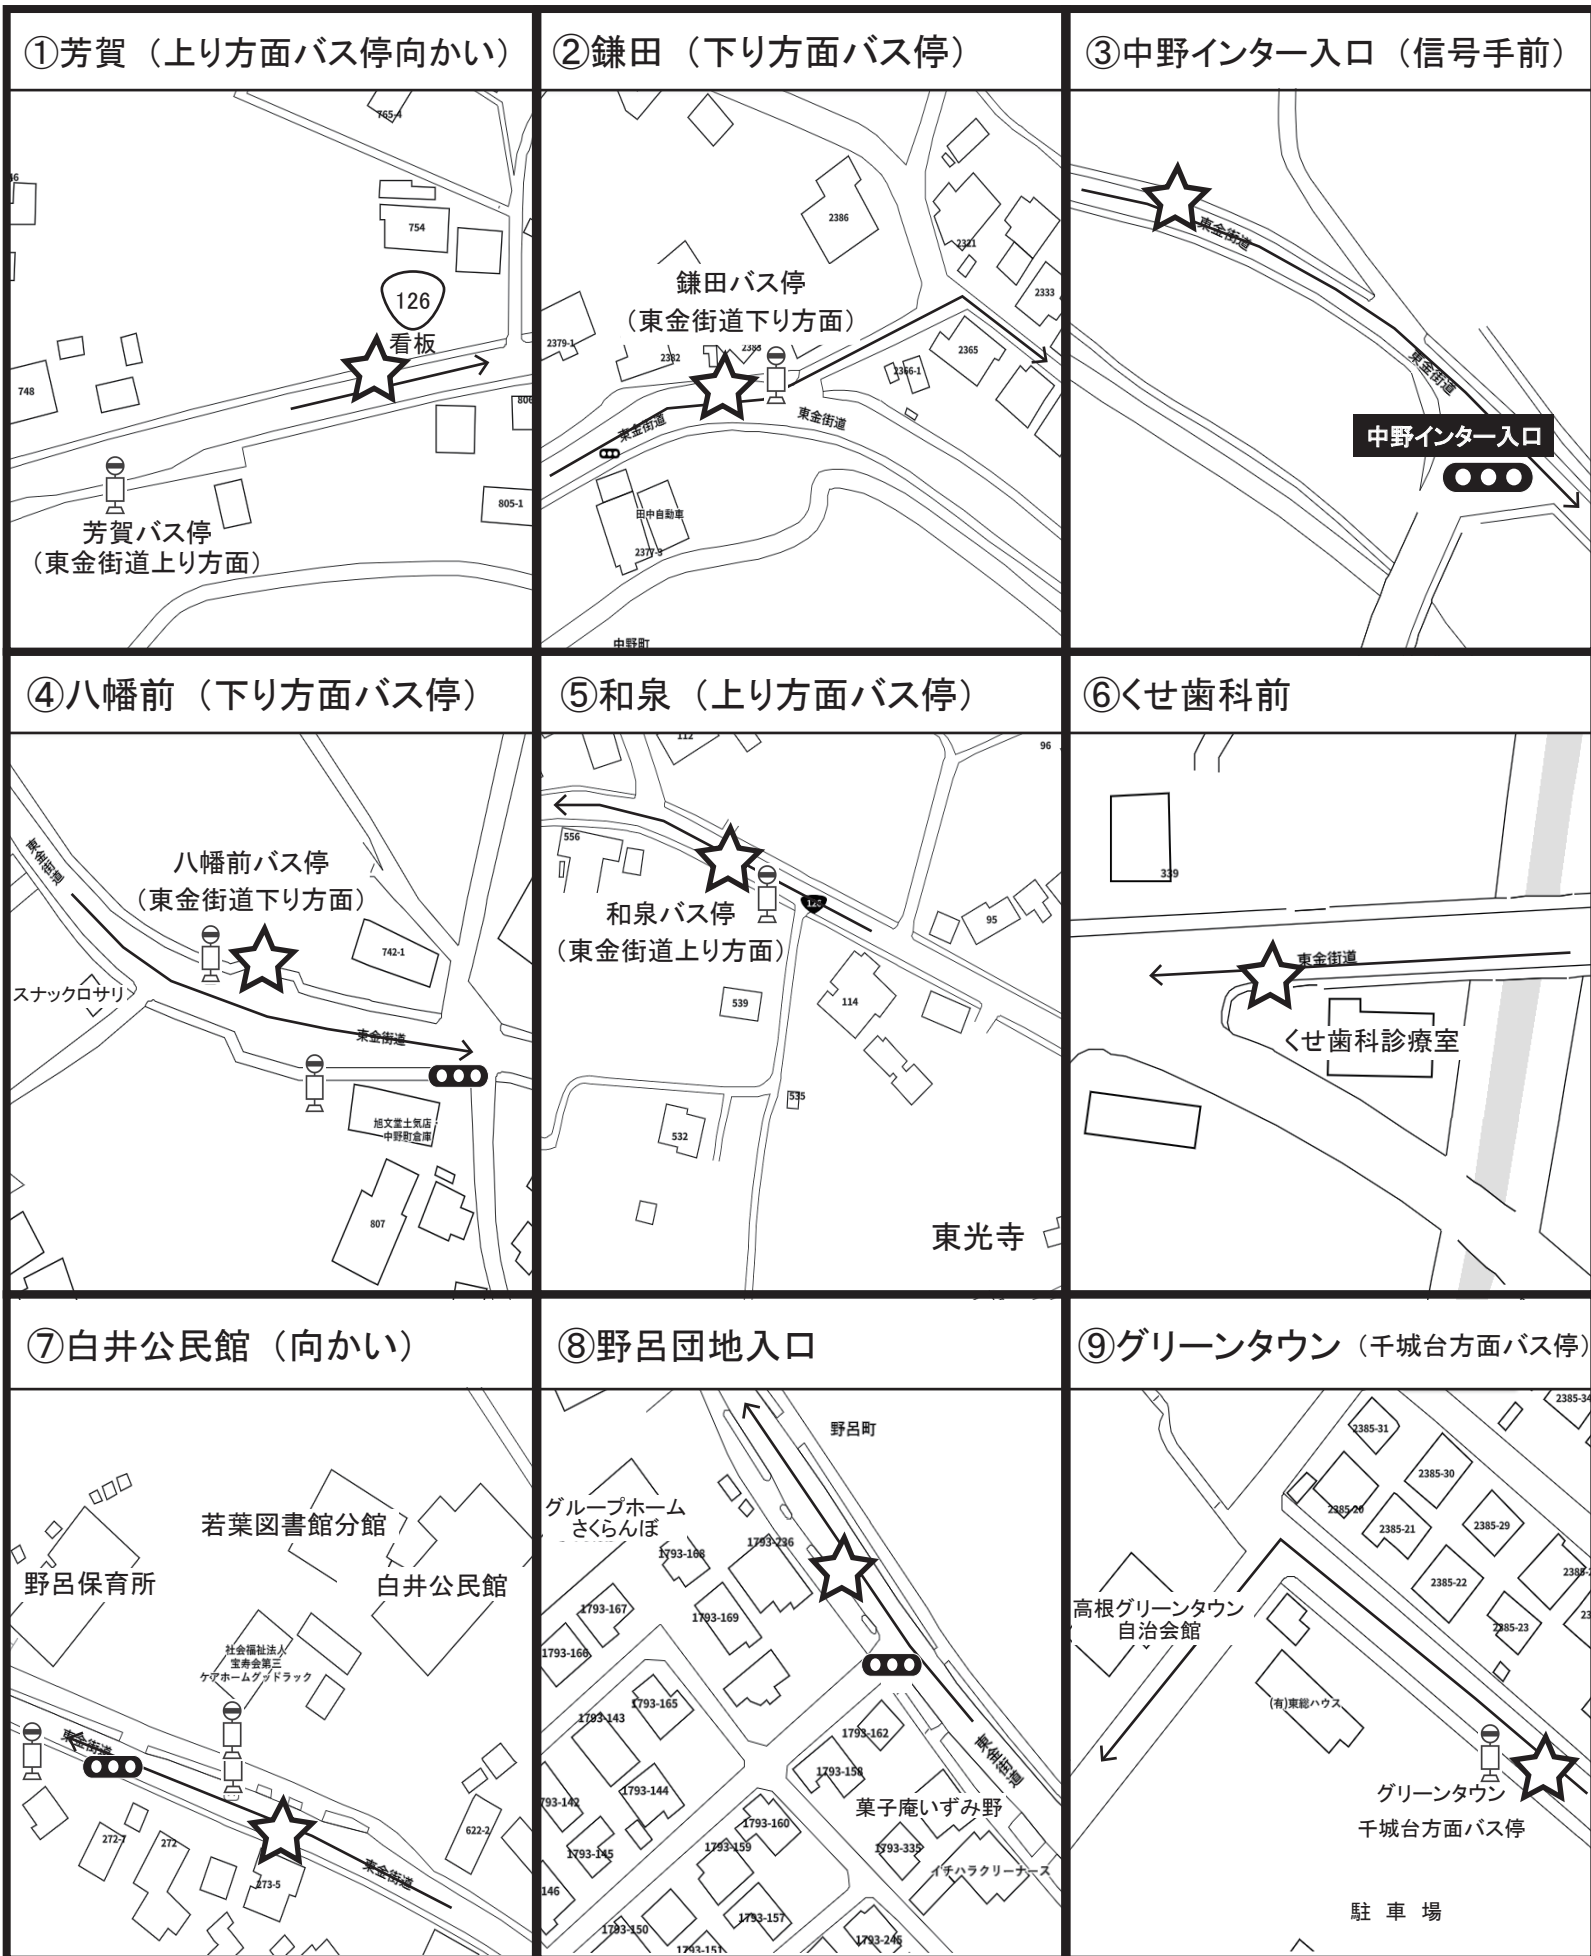 ①芳賀（上り方面バス停向かい）
765-4
46
754
126
看板
748
806
805-1
芳賀バス停
（東金街道上り方面）
②鎌田（下り方面バス停）
2386
2321
2333
鎌田バス停
（東金街道下り方面）
2379-1
2382
2383
2365
2366-1
東金街道
東金街道
田中自動車
2377-3
中野町
③中野インター入口（信号手前）
東金街道
東金街道
中野インター入口
④八幡前（下り方面バス停）
東金街道
八幡前バス停
（東金街道下り方面）
742-1
スナックロサリ
東金街道
旭文堂土気店・
中野町倉庫
807
⑤和泉（上り方面バス停）
112
96
556
126
95
和泉バス停
（東金街道上り方面）
539
114
535
532
東光寺
⑥くせ歯科前
339
東金街道
くせ歯科診療室
⑦白井公民館（向かい）
若葉図書館分館
野呂保育所
白井公民館
社会福祉法人
宝寿会第三
ケアホームグッドラック
東金街道
622-2
272-7
272
273-5
東金街道
⑧野呂団地入口
野呂町
グループホーム
さくらんぼ
1793-168
1793-236
1793-167
1793-169
1793-166
1793-165
1793-143
1793-162
東金街道
1793-158
1793-144
793-142
菓子庵いずみ野
1793-160
1793-159
1793-335
1793-145
イチハラクリーナース
146
1793-157
1793-150
1793-151
1793-245
⑨グリーンタウン（千城台方面バス停）
2385-34
2385-31
2385-30
2385-20
2385-21
2385-29
2385-22
2385-23
高根グリーンタウン
自治会館
(有)東総ハウス
グリーンタウン
千城台方面バス停
駐車場